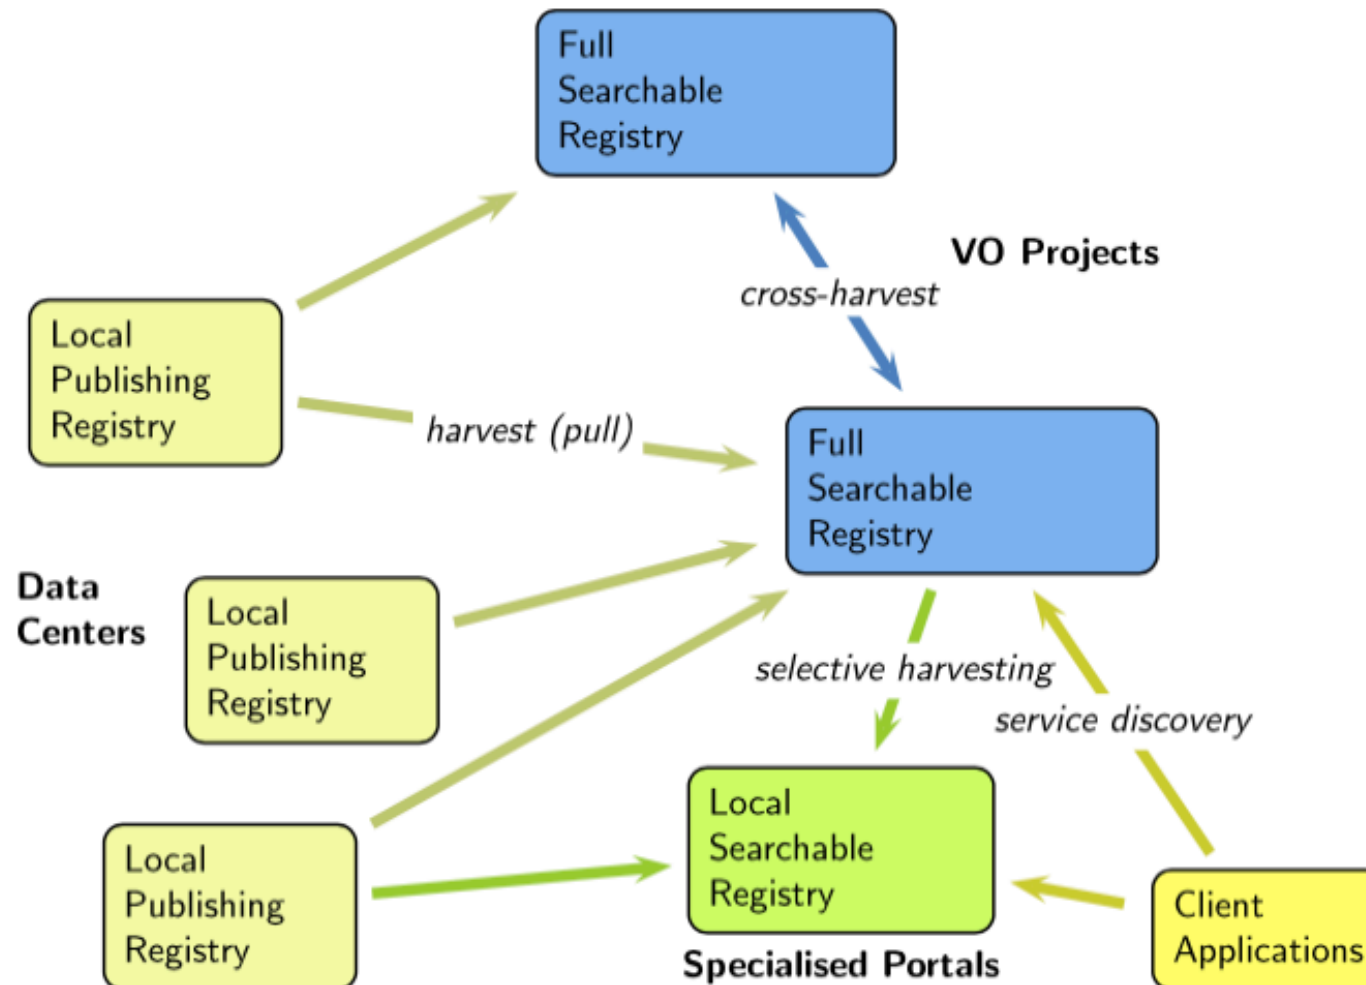 Full
Searchable
Registry
VO Projects
cross-harvest
Local
Publishing
Registry
harvest (pull)
Full
Searchable
Registry
Data
Centers
Local
Publishing
Registry
selective harvesting
service discovery
Local
Searchable
Registry
Local
Publishing
Registry
Client
Applications
Specialised Portals